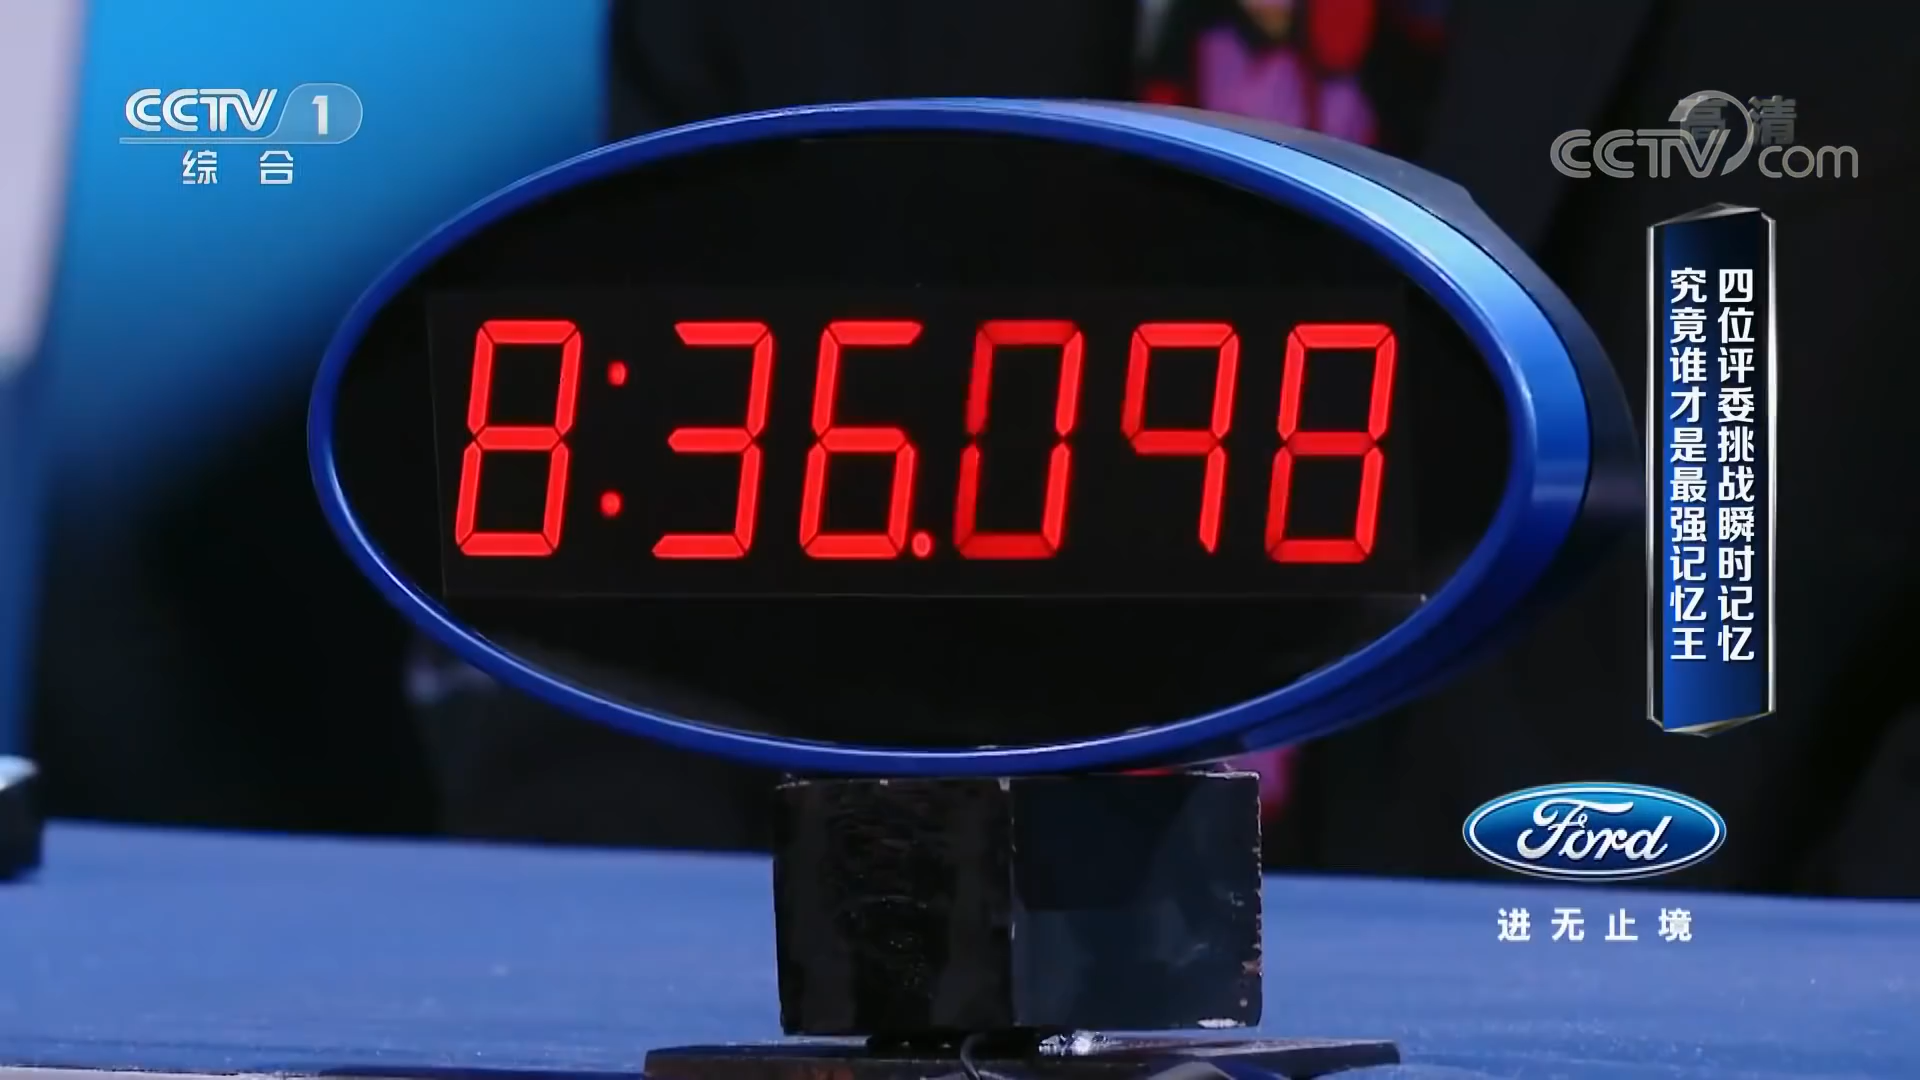 CCTV 1
综合
高清
CCTV.com
8:36.098
四位评委挑战瞬时记忆
究竟谁才是最强记忆王
Ford
进无止境